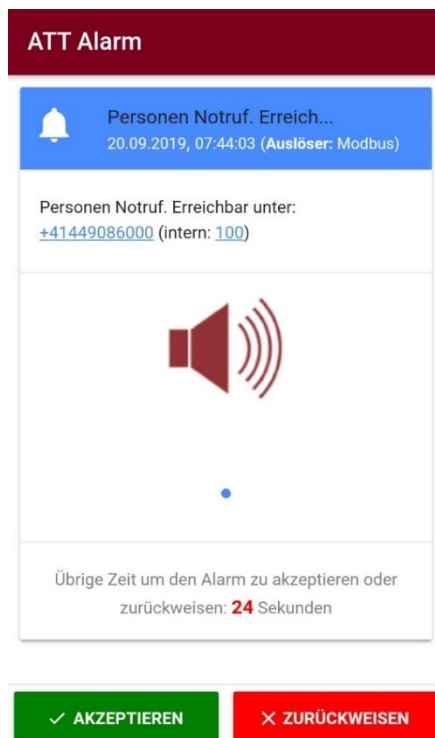 ATT Alarm
Personen Notruf. Erreich...
20.09.2019, 07:44:03 (Auslöser: Modbus)
Personen Notruf. Erreichbar unter:
+41449086000 (intern: 100)
Übrige Zeit um den Alarm zu akzeptieren oder
zurückweisen: 24 Sekunden
AKZEPTIEREN
ZURÜCKWEISEN